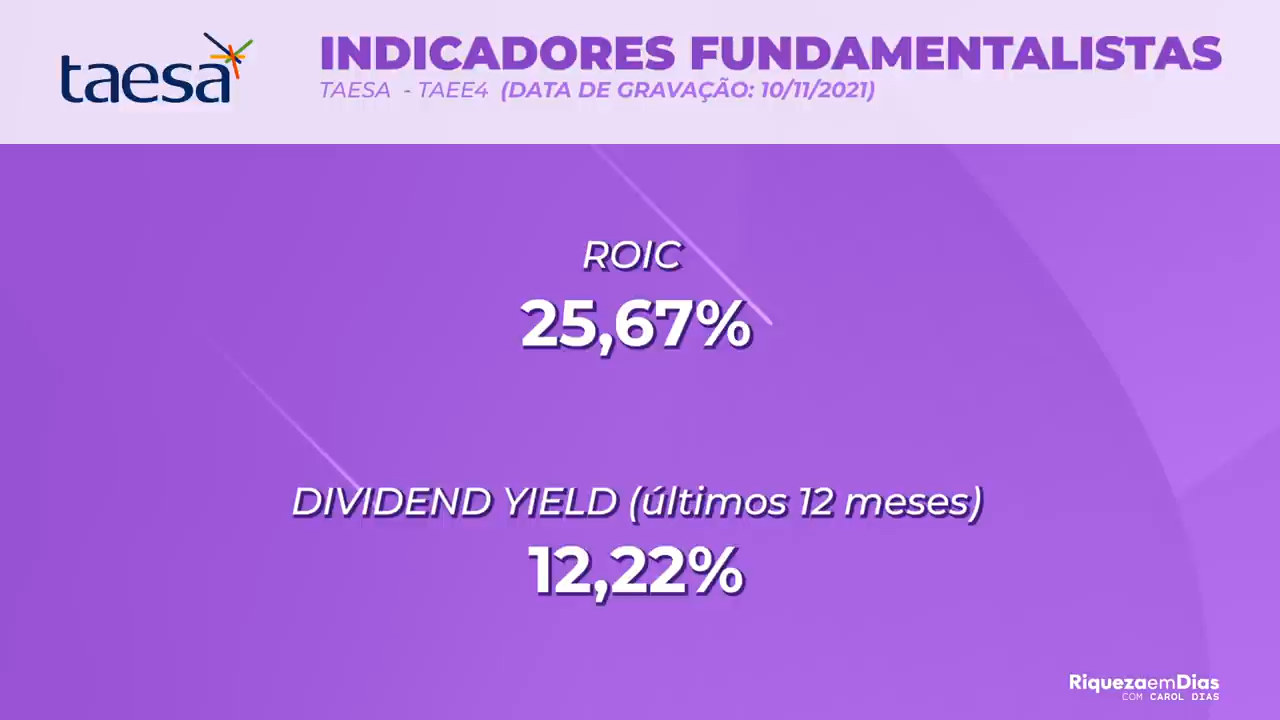 taesa
INDICADORES FUNDAMENTALISTAS
TAESA - TAEE4 (DATA DE GRAVAÇÃO: 10/11/2021)
ROIC
25,67%
DIVIDEND YIELD (últimos 12 meses)
12,22%
RiquezaemDias
COM CAROL DIAS